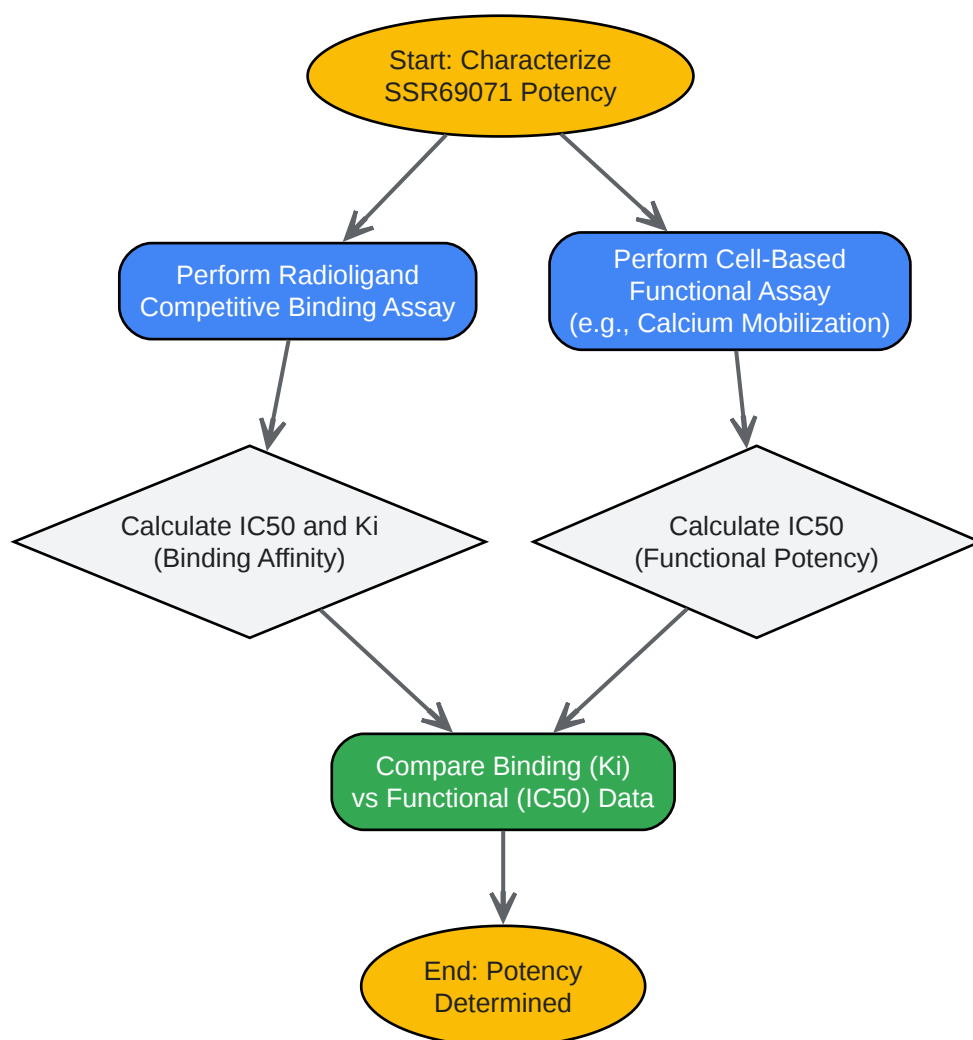 Start: Characterize
SSR69071 Potency
Perform Radioligand
Competitive Binding Assay
Perform Cell-Based
Functional Assay
(e.g., Calcium Mobilization)
Calculate IC50 and Ki
(Binding Affinity)
Calculate IC50
(Functional Potency)
Compare Binding (Ki)
vs Functional (IC50) Data
End: Potency
Determined